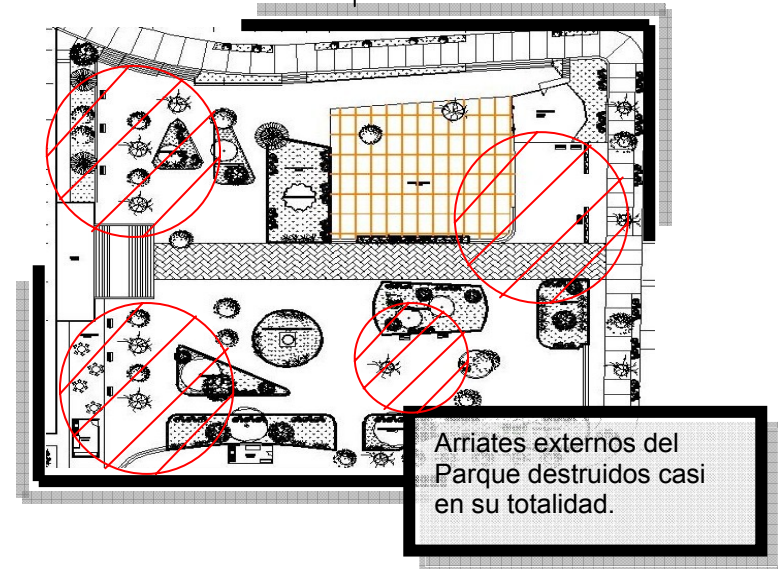 Arriates externos del
Parque destruidos casi
en su totalidad.